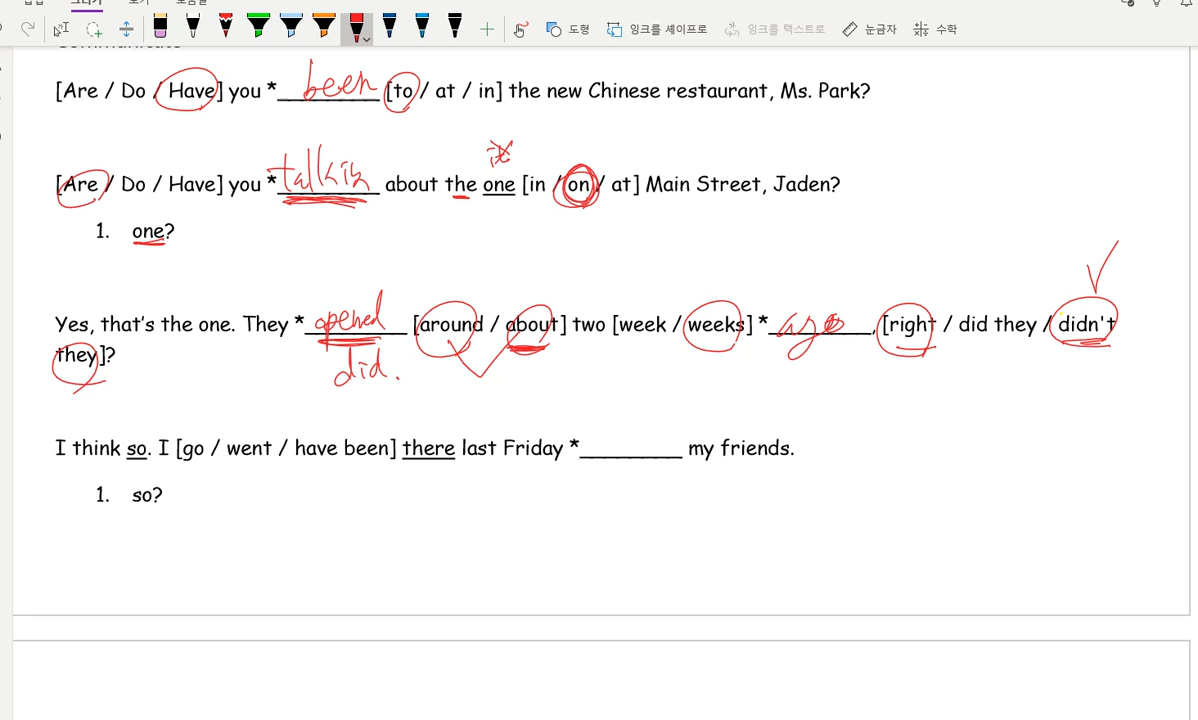 도형 잉크를 셰이프로 잉크를 텍스트로 눈금자 수학
[Are / Do / Have] you * been [to / at / in] the new Chinese restaurant, Ms. Park?
it
[Are / Do / Have] you * talkin about the one [in / on / at] Main Street, Jaden?
1. one?
Yes, that's the one. They * opened [around / about] two [week / weeks] * ago, [right / did they / didn't
they]?
did.
I think so. I [go / went / have been] there last Friday *________ my friends.
1. so?